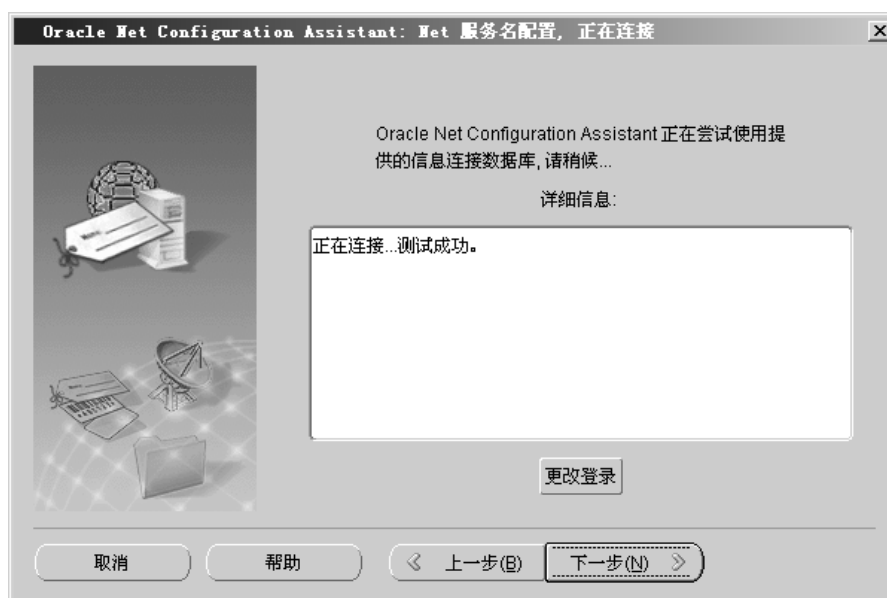 Oracle Net Configuration Assistant: Net 服务名配置, 正在连接
Oracle Net Configuration Assistant 正在尝试使用提
供的信息连接数据库, 请稍候...
详细信息:
正在连接...测试成功。
更改登录
取消
帮助
上一步(B)
下一步(N)